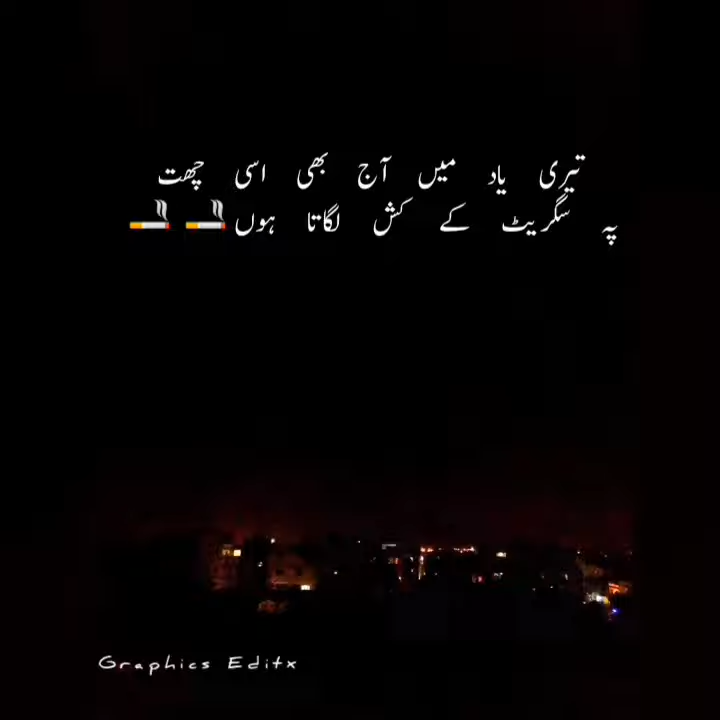 تیری یاد میں آج بھی اسی چھت
پہ سگریٹ کے کش لگاتا ہوں🚬 🚬
Graphics Editx